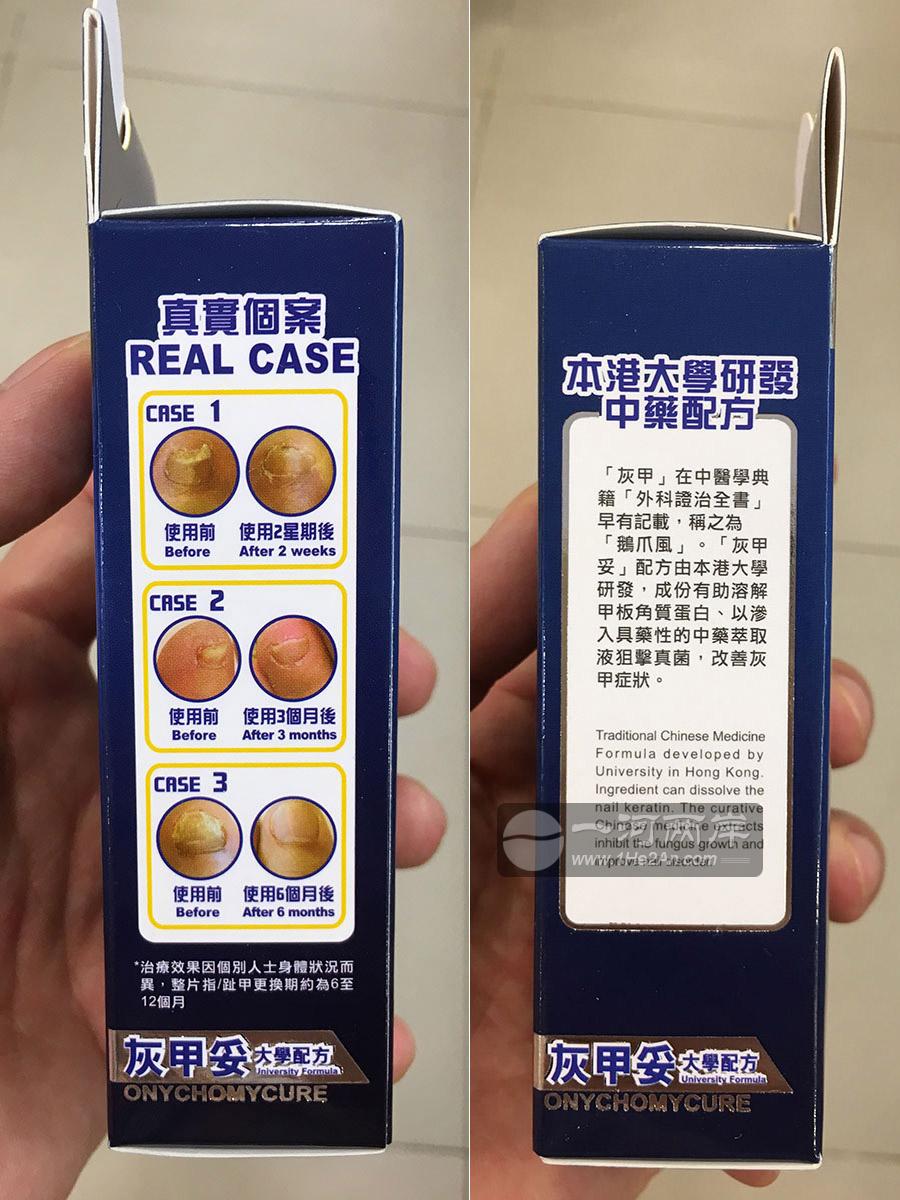 真實個案
REAL CASE
CASE 1
使用前 使用2星期後
Before After 2 weeks
CASE 2
使用前 使用3個月後
Before After 3 months
CASE 3
使用前 使用6個月後
Before After 6 months
*治療效果因個別人士身體狀況而
異，整片指/趾甲更換期約為6至
12個月
灰甲妥 大學配方
University Formula
ONYCHOMYCURE
本港大學研發
中藥配方
「灰甲」在中醫學典
籍「外科證治全書」
早有記載，稱之為
「鵝爪風」。「灰甲
妥」配方由本港大學
研發，成份有助溶解
甲板角質蛋白、以滲
入具藥性的中藥萃取
液狙擊真菌，改善灰
甲症狀。
Traditional Chinese Medicine
Formula developed by
University in Hong Kong.
Ingredient can dissolve the
nail keratin. The curative
Chinese medicine extracts
inhibit the fungus growth and
一河两岸
www.1He2An.com
灰甲妥 大學配方
University Formula
ONYCHOMYCURE